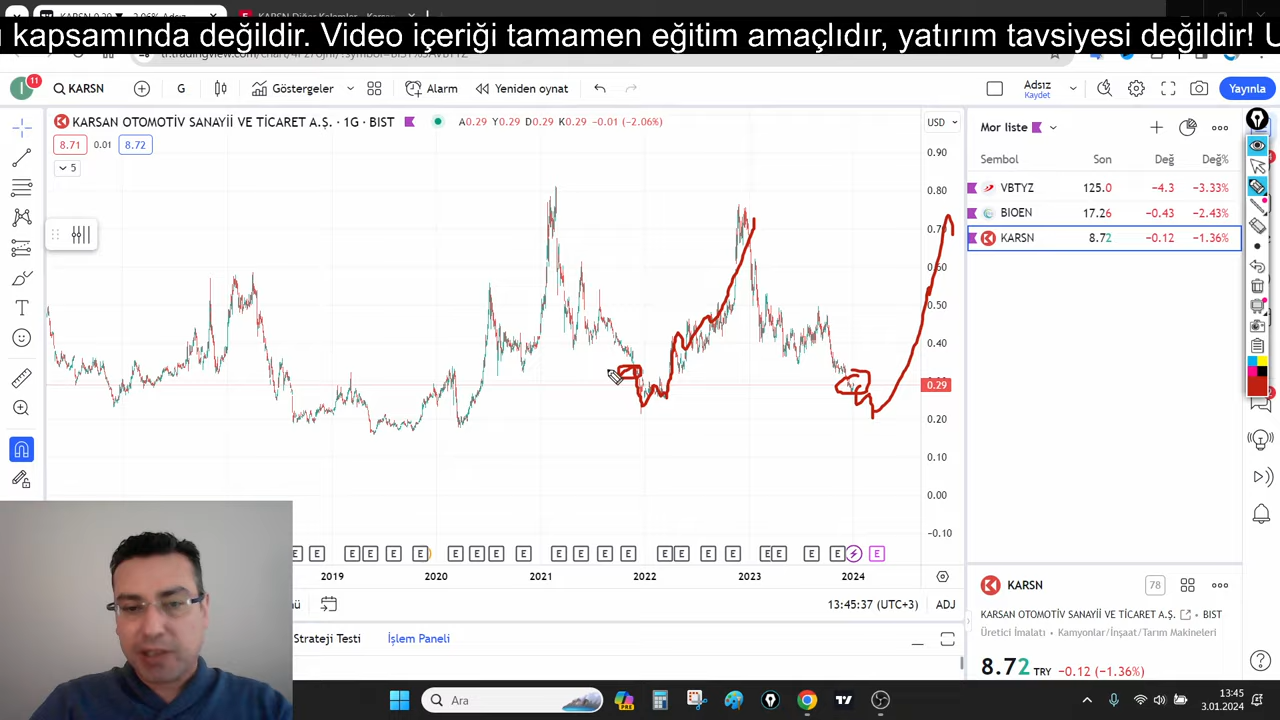 kapsamında değildir. Video içeriği tamamen eğitim amaçlıdır, yatırım tavsiyesi değildir! U
11
KARSN
G
Göstergeler
Alarm
Yeniden oynat
Adsız
Kaydet
Yayınla
KARSAN OTOMOTİV SANAYİİ VE TİCARET A.Ş. · 1G · BIST
A0.29 Y0.29 D0.29 K0.29 −0.01 (−2.06%)
USD
8.71
0.01
8.72
5
0.90
0.80
0.70
0.60
0.50
0.40
0.29
0.20
0.10
0.00
−0.10
Mor liste
Sembol Son Değ Değ%
VBTYZ 125.0 −4.3 −3.33%
BIOEN 17.26 −0.43 −2.43%
KARSN 8.72 −0.12 −1.36%
E E E E E E E E E E E E E E E E E E E E E
2019 2020 2021 2022 2023 2024
13:45:37 (UTC+3)
ADJ
Strateji Testi
İşlem Paneli
KARSN
78
KARSAN OTOMOTİV SANAYİİ VE TİCARET A.Ş. · BIST
Üretici İmalatı · Kamyonlar/İnşaat/Tarım Makineleri
8.72 TRY −0.12 (−1.36%)
Ara
13:45
3.01.2024